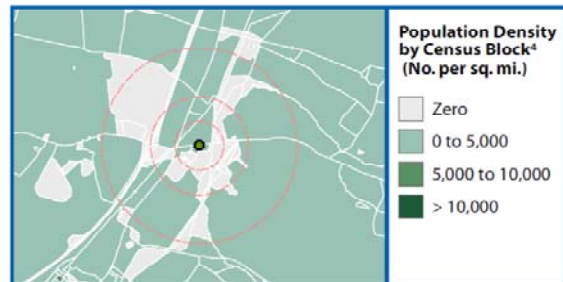 Population Density
by Census Block⁴
(No. per sq. mi.)
Zero
0 to 5,000
5,000 to 10,000
> 10,000